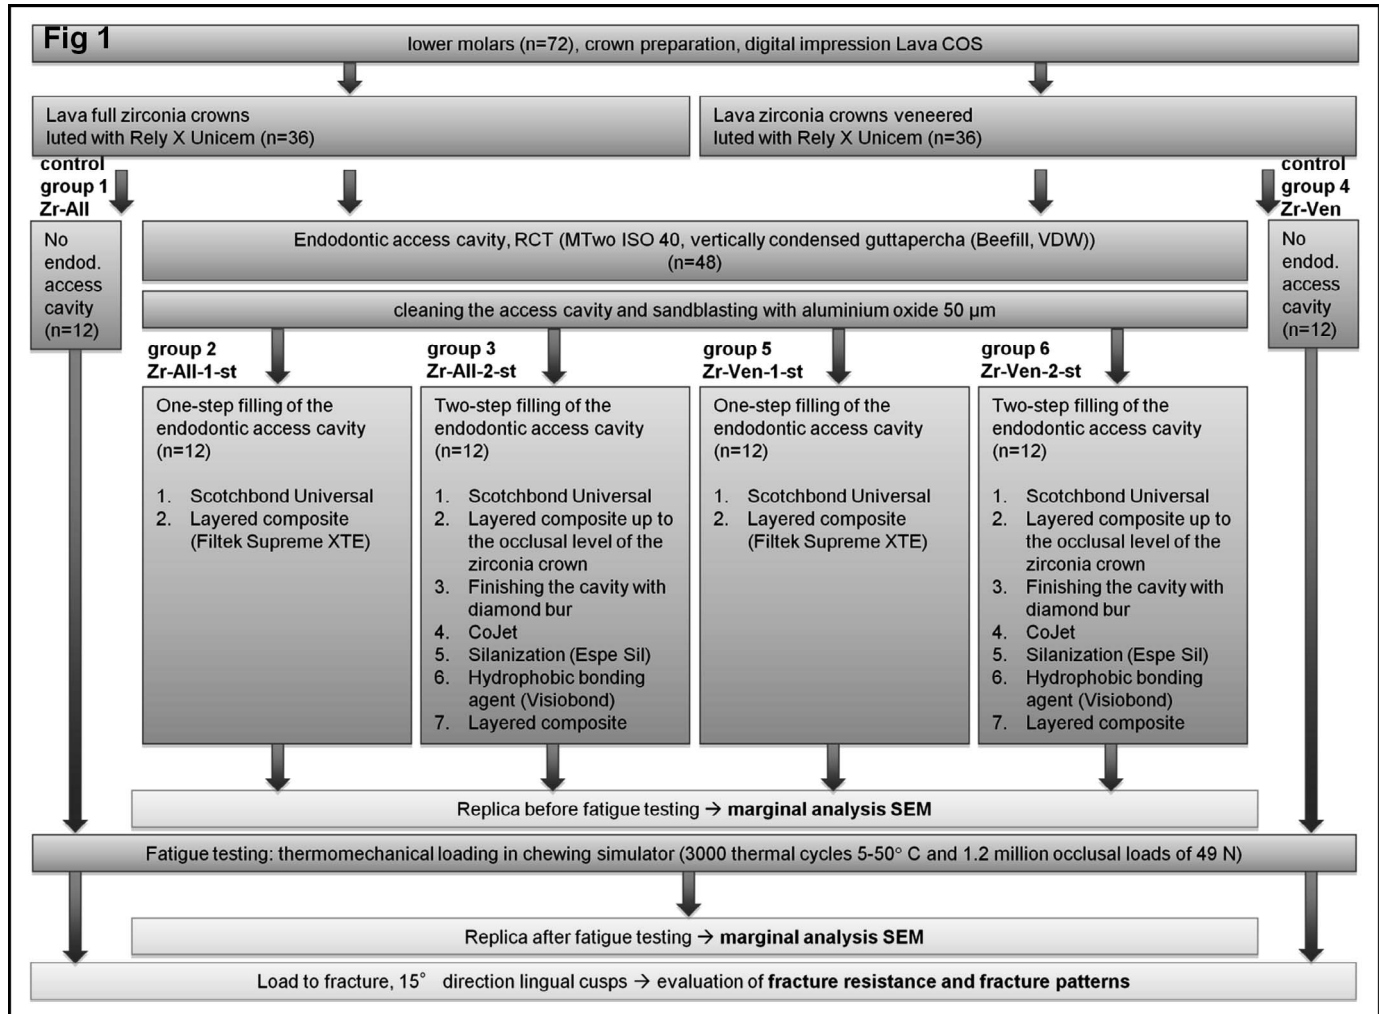 Fig 1
lower molars (n=72), crown preparation, digital impression Lava COS
Lava full zirconia crowns
luted with Rely X Unicem (n=36)
Lava zirconia crowns veneered
luted with Rely X Unicem (n=36)
control
group 1
Zr-All
control
group 4
Zr-Ven
No
endod.
access
cavity
(n=12)
Endodontic access cavity, RCT (MTwo ISO 40, vertically condensed guttapercha (Beefill, VDW))
(n=48)
No
endod.
access
cavity
(n=12)
cleaning the access cavity and sandblasting with aluminium oxide 50 µm
group 2
Zr-All-1-st
One-step filling of the
endodontic access cavity
(n=12)
1. Scotchbond Universal
2. Layered composite
(Filtek Supreme XTE)
group 3
Zr-All-2-st
Two-step filling of the
endodontic access cavity
(n=12)
1. Scotchbond Universal
2. Layered composite up to
the occlusal level of the
zirconia crown
3. Finishing the cavity with
diamond bur
4. CoJet
5. Silanization (Espe Sil)
6. Hydrophobic bonding
agent (Visiobond)
7. Layered composite
group 5
Zr-Ven-1-st
One-step filling of the
endodontic access cavity
(n=12)
1. Scotchbond Universal
2. Layered composite
(Filtek Supreme XTE)
group 6
Zr-Ven-2-st
Two-step filling of the
endodontic access cavity
(n=12)
1. Scotchbond Universal
2. Layered composite up to
the occlusal level of the
zirconia crown
3. Finishing the cavity with
diamond bur
4. CoJet
5. Silanization (Espe Sil)
6. Hydrophobic bonding
agent (Visiobond)
7. Layered composite
Replica before fatigue testing → marginal analysis SEM
Fatigue testing: thermomechanical loading in chewing simulator (3000 thermal cycles 5-50° C and 1.2 million occlusal loads of 49 N)
Replica after fatigue testing → marginal analysis SEM
Load to fracture, 15° direction lingual cusps → evaluation of fracture resistance and fracture patterns